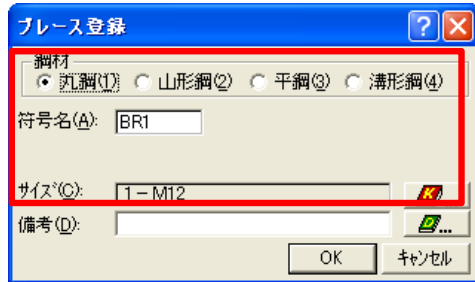 ブレース登録
鋼材
丸鋼(1) 山形鋼(2) 平鋼(3) 溝形鋼(4)
符号名(A): BR1
サイズ(C): 1－M12 K
備考(D): ...
OK キャンセル